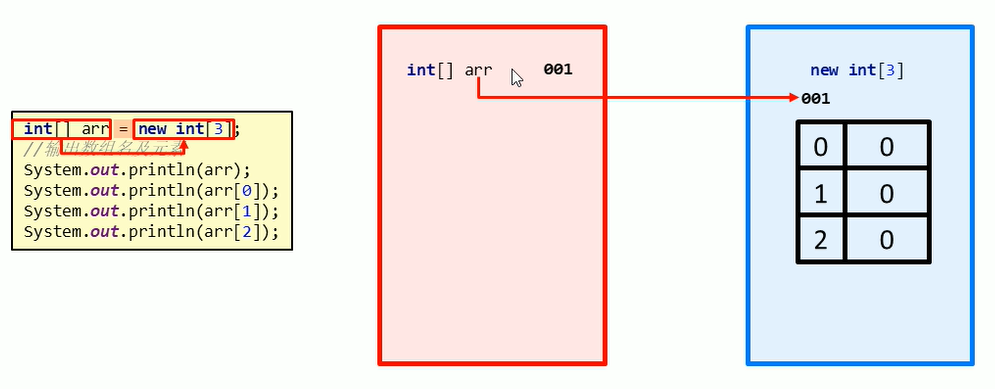 int[] arr = new int[3];
//输出数组名及元素
System.out.println(arr);
System.out.println(arr[0]);
System.out.println(arr[1]);
System.out.println(arr[2]);
int[] arr 001
new int[3]
001
0 0
1 0
2 0